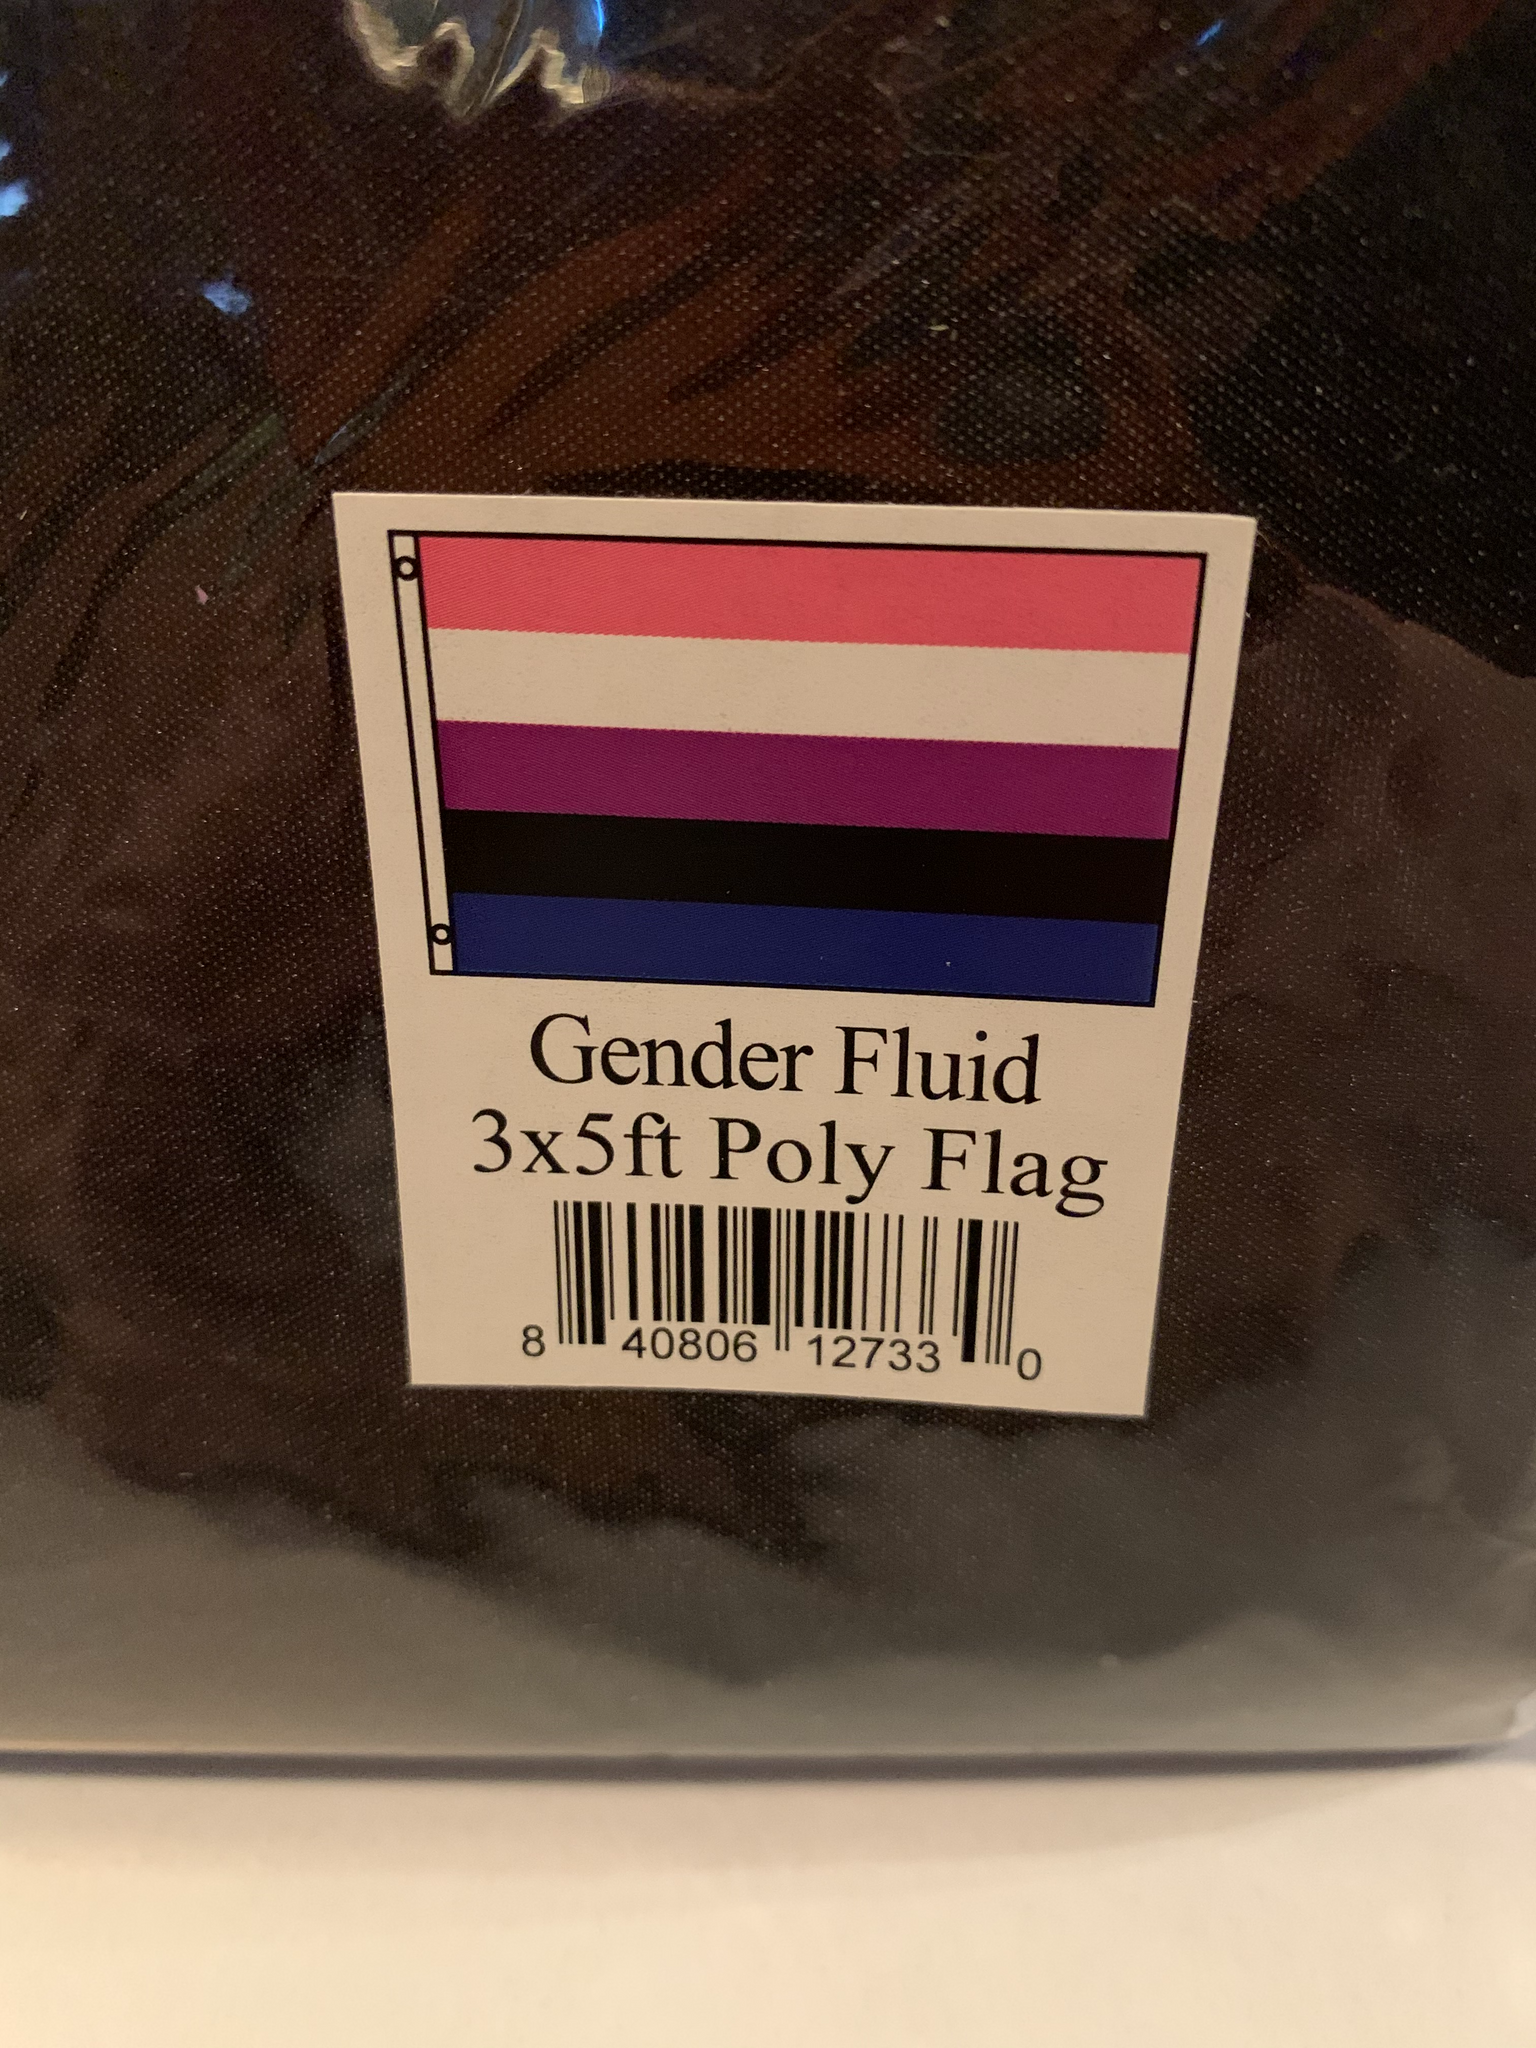 Gender Fluid
3x5ft Poly Flag
8 40806 12733 0